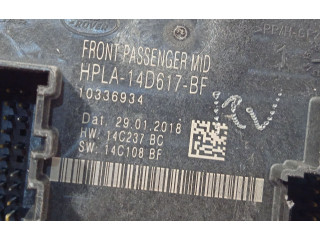 FRONT PASSENGER MID
HPLA-14D617-BF
10336934
Dat. 29.01.2018
HW: 14C237 BC
SW: 14C108 BF